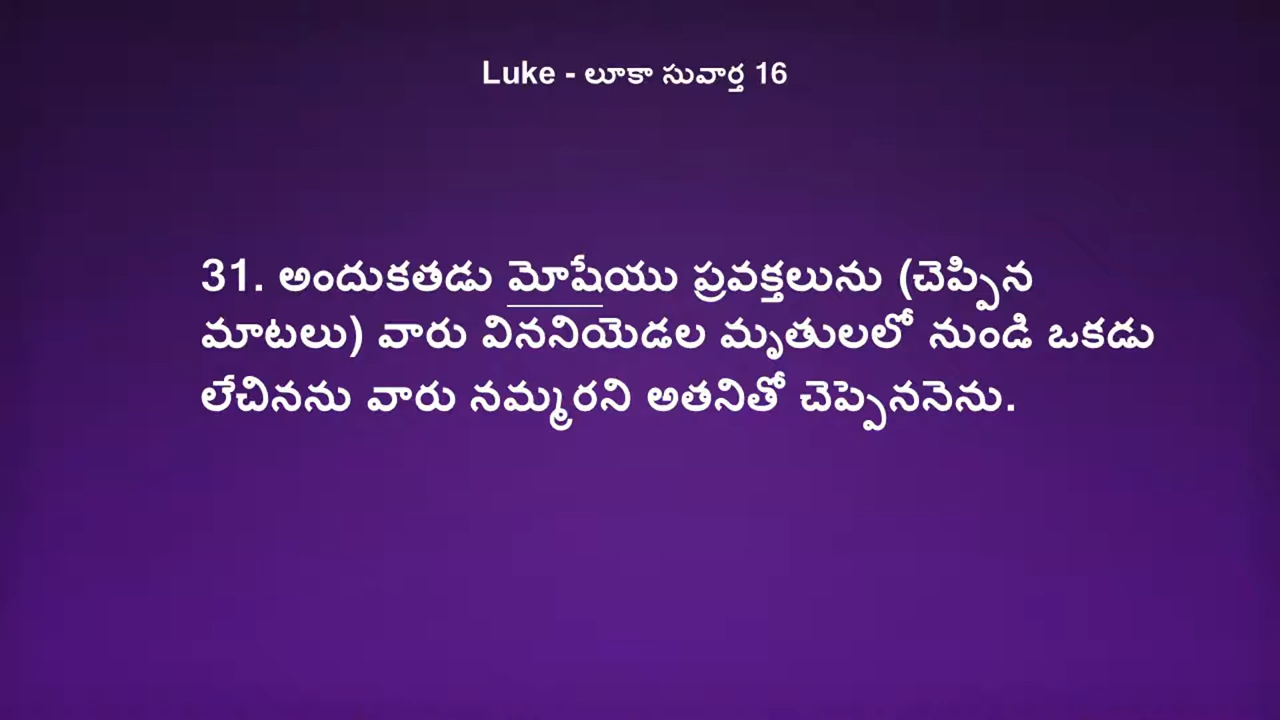 Luke - లూకా సువార్త 16
31. అందుకతడు మోషేయు ప్రవక్తలును (చెప్పిన
మాటలు) వారు విననియెడల మృతులలో నుండి ఒకడు
లేచినను వారు నమ్మరని అతనితో చెప్పెననెను.